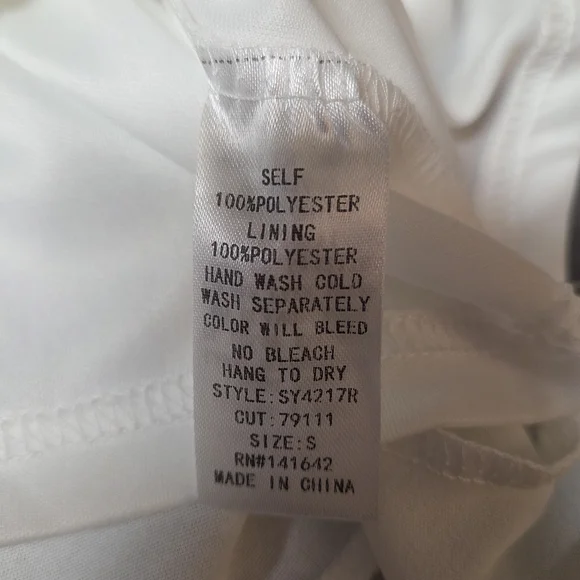 SELF
100%POLYESTER
LINING
100%POLYESTER
HAND WASH COLD
WASH SEPARATELY
COLOR WILL BLEED
NO BLEACH
HANG TO DRY
STYLE:SY4217R
CUT:79111
SIZE:S
RN#141642
MADE IN CHINA